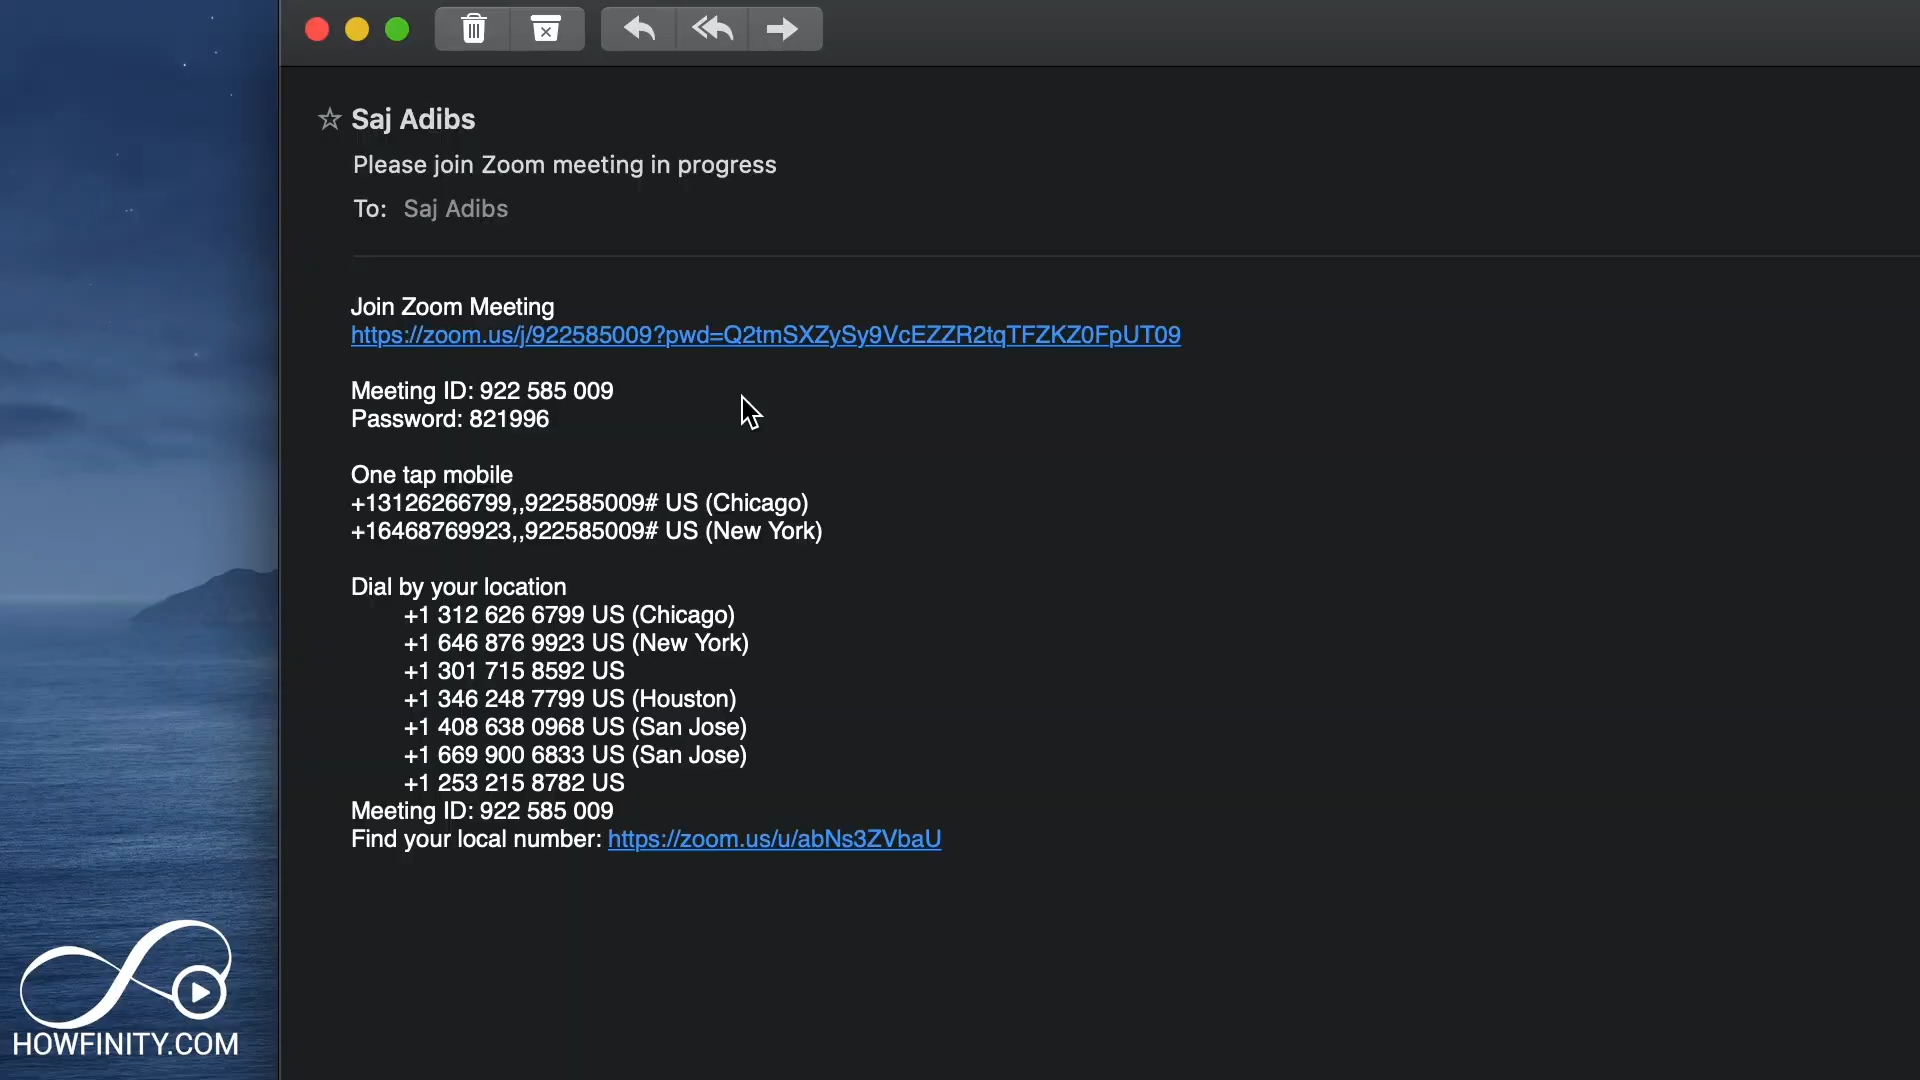 Saj Adibs
Please join Zoom meeting in progress
To: Saj Adibs
Join Zoom Meeting
https://zoom.us/j/922585009?pwd=Q2tmSXZySy9VcEZZR2tqTFZKZ0FpUT09
Meeting ID: 922 585 009
Password: 821996
One tap mobile
+13126266799,,922585009# US (Chicago)
+16468769923,,922585009# US (New York)
Dial by your location
+1 312 626 6799 US (Chicago)
+1 646 876 9923 US (New York)
+1 301 715 8592 US
+1 346 248 7799 US (Houston)
+1 408 638 0968 US (San Jose)
+1 669 900 6833 US (San Jose)
+1 253 215 8782 US
Meeting ID: 922 585 009
Find your local number: https://zoom.us/u/abNs3ZVbaU
HOWFINITY.COM